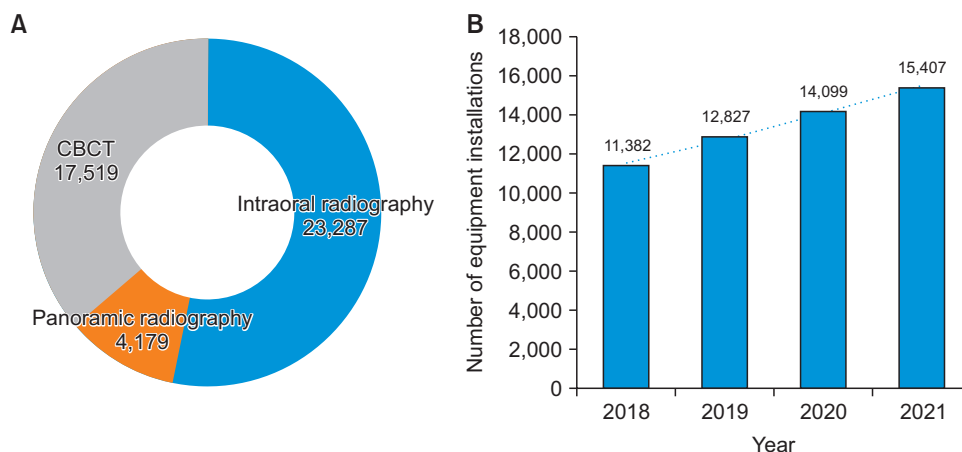 A
CBCT
17,519
Intraoral radiography
23,287
Panoramic radiography
4,179
B
Number of equipment installations
18,000
16,000
14,000
12,000
10,000
8,000
6,000
4,000
2,000
0
11,382
12,827
14,099
15,407
2018 2019 2020 2021
Year